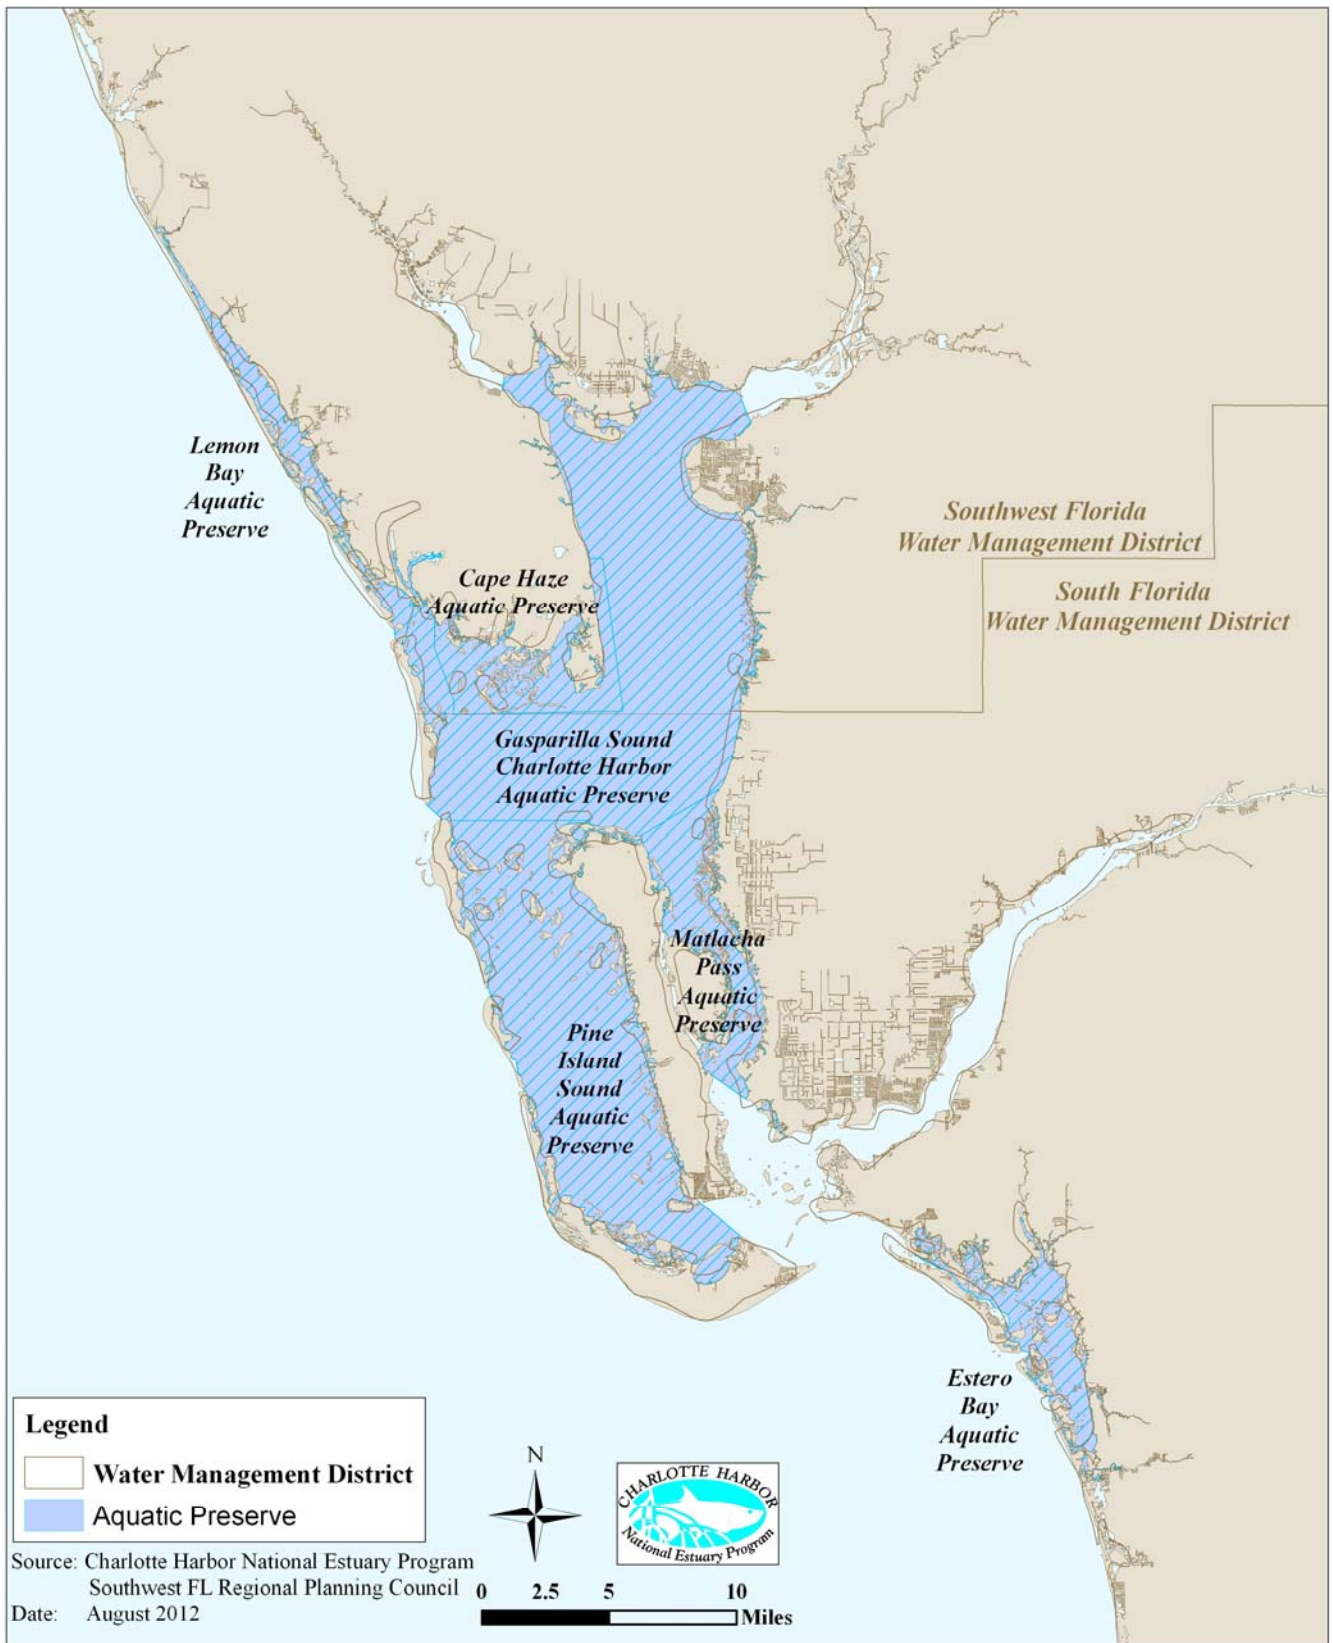 Lemon
Bay
Aquatic
Preserve
Southwest Florida
Water Management District
Cape Haze
Aquatic Preserve
South Florida
Water Management District
Gasparilla Sound
Charlotte Harbor
Aquatic Preserve
Matlacha
Pass
Aquatic
Preserve
Pine
Island
Sound
Aquatic
Preserve
Estero
Bay
Aquatic
Preserve
Legend
Water Management District
Aquatic Preserve
N
CHARLOTTE HARBOR
National Estuary Program
Source: Charlotte Harbor National Estuary Program
Southwest FL Regional Planning Council
Date: August 2012
0 2.5 5 10
Miles